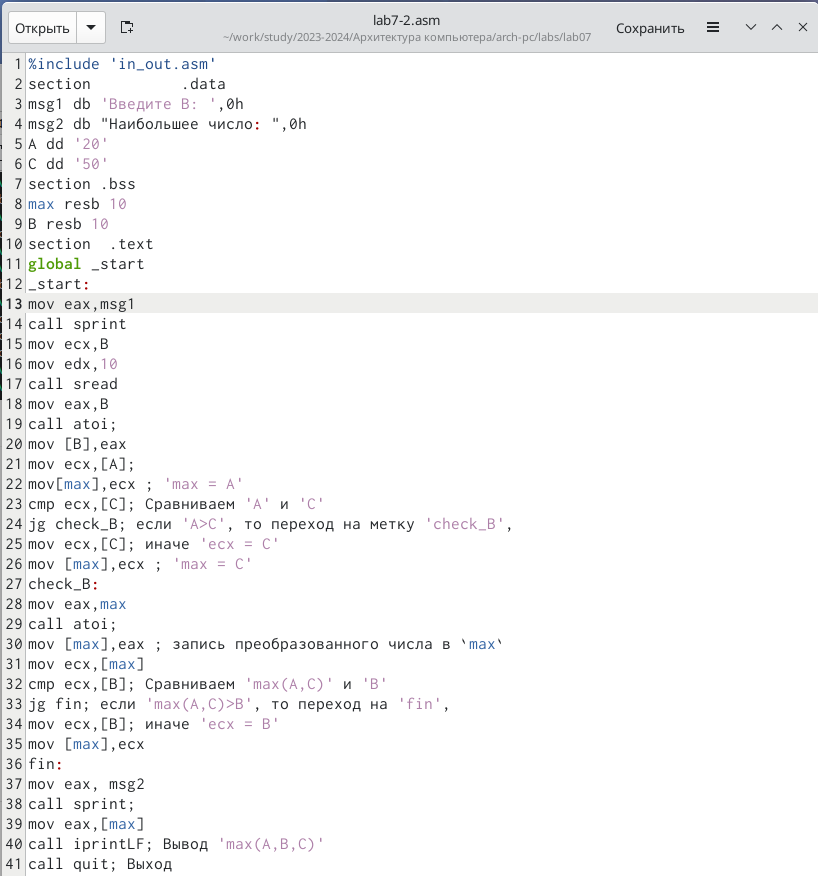 Открыть
lab7-2.asm
~/work/study/2023-2024/Архитектура компьютера/arch-pc/labs/lab07
Сохранить
1 %include 'in_out.asm'
2 section          .data
3 msg1 db 'Введите B: ',0h
4 msg2 db "Наибольшее число: ",0h
5 A dd '20'
6 C dd '50'
7 section .bss
8 max resb 10
9 B resb 10
10 section  .text
11 global _start
12 _start:
13 mov eax,msg1
14 call sprint
15 mov ecx,B
16 mov edx,10
17 call sread
18 mov eax,B
19 call atoi;
20 mov [B],eax
21 mov ecx,[A];
22 mov[max],ecx ; 'max = A'
23 cmp ecx,[C]; Сравниваем 'A' и 'C'
24 jg check_B; если 'A>C', то переход на метку 'check_B',
25 mov ecx,[C]; иначе 'ecx = C'
26 mov [max],ecx ; 'max = C'
27 check_B:
28 mov eax,max
29 call atoi;
30 mov [max],eax ; запись преобразованного числа в `max`
31 mov ecx,[max]
32 cmp ecx,[B]; Сравниваем 'max(A,C)' и 'B'
33 jg fin; если 'max(A,C)>B', то переход на 'fin',
34 mov ecx,[B]; иначе 'ecx = B'
35 mov [max],ecx
36 fin:
37 mov eax, msg2
38 call sprint;
39 mov eax,[max]
40 call iprintLF; Вывод 'max(A,B,C)'
41 call quit; Выход